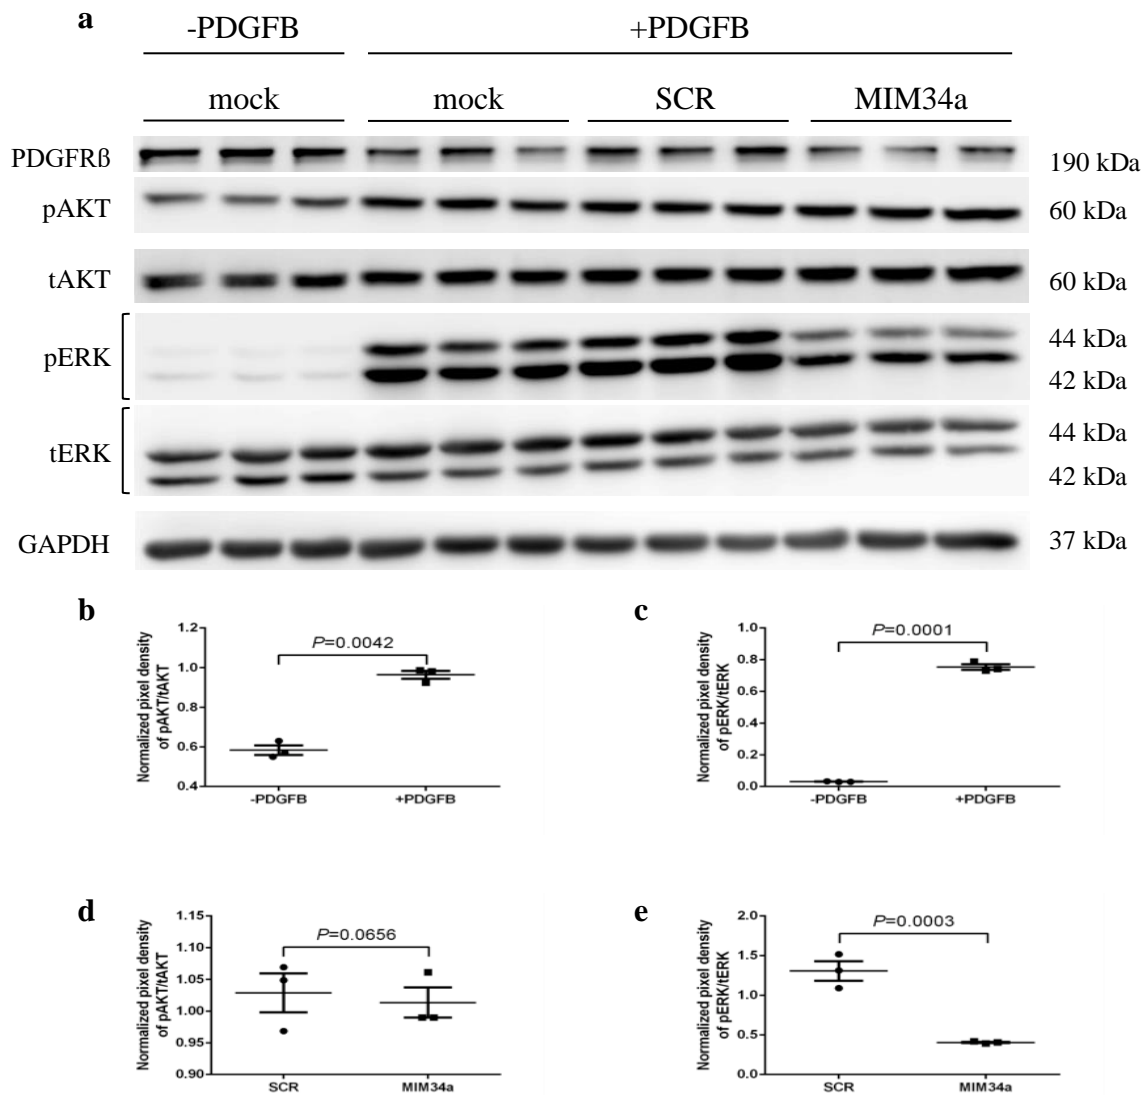 a
-PDGFB +PDGFB
mock mock SCR MIM34a
PDGFRß 190 kDa
pAKT 60 kDa
tAKT 60 kDa
pERK 44 kDa
42 kDa
tERK 44 kDa
42 kDa
GAPDH 37 kDa
b
Normalized pixel density
of pAKT/tAKT
1.2
1.0
0.8
0.6
0.4
P=0.0042
-PDGFB +PDGFB
c
Normalized pixel density
of pERK/tERK
1.0
0.8
0.6
0.4
0.2
0.0
P=0.0001
-PDGFB +PDGFB
d
Normalized pixel density
of pAKT/tAKT
1.15
1.10
1.05
1.00
0.95
0.90
P=0.0656
SCR MIM34a
e
Normalized pixel density
of pERK/tERK
2.0
1.5
1.0
0.5
0.0
P=0.0003
SCR MIM34a